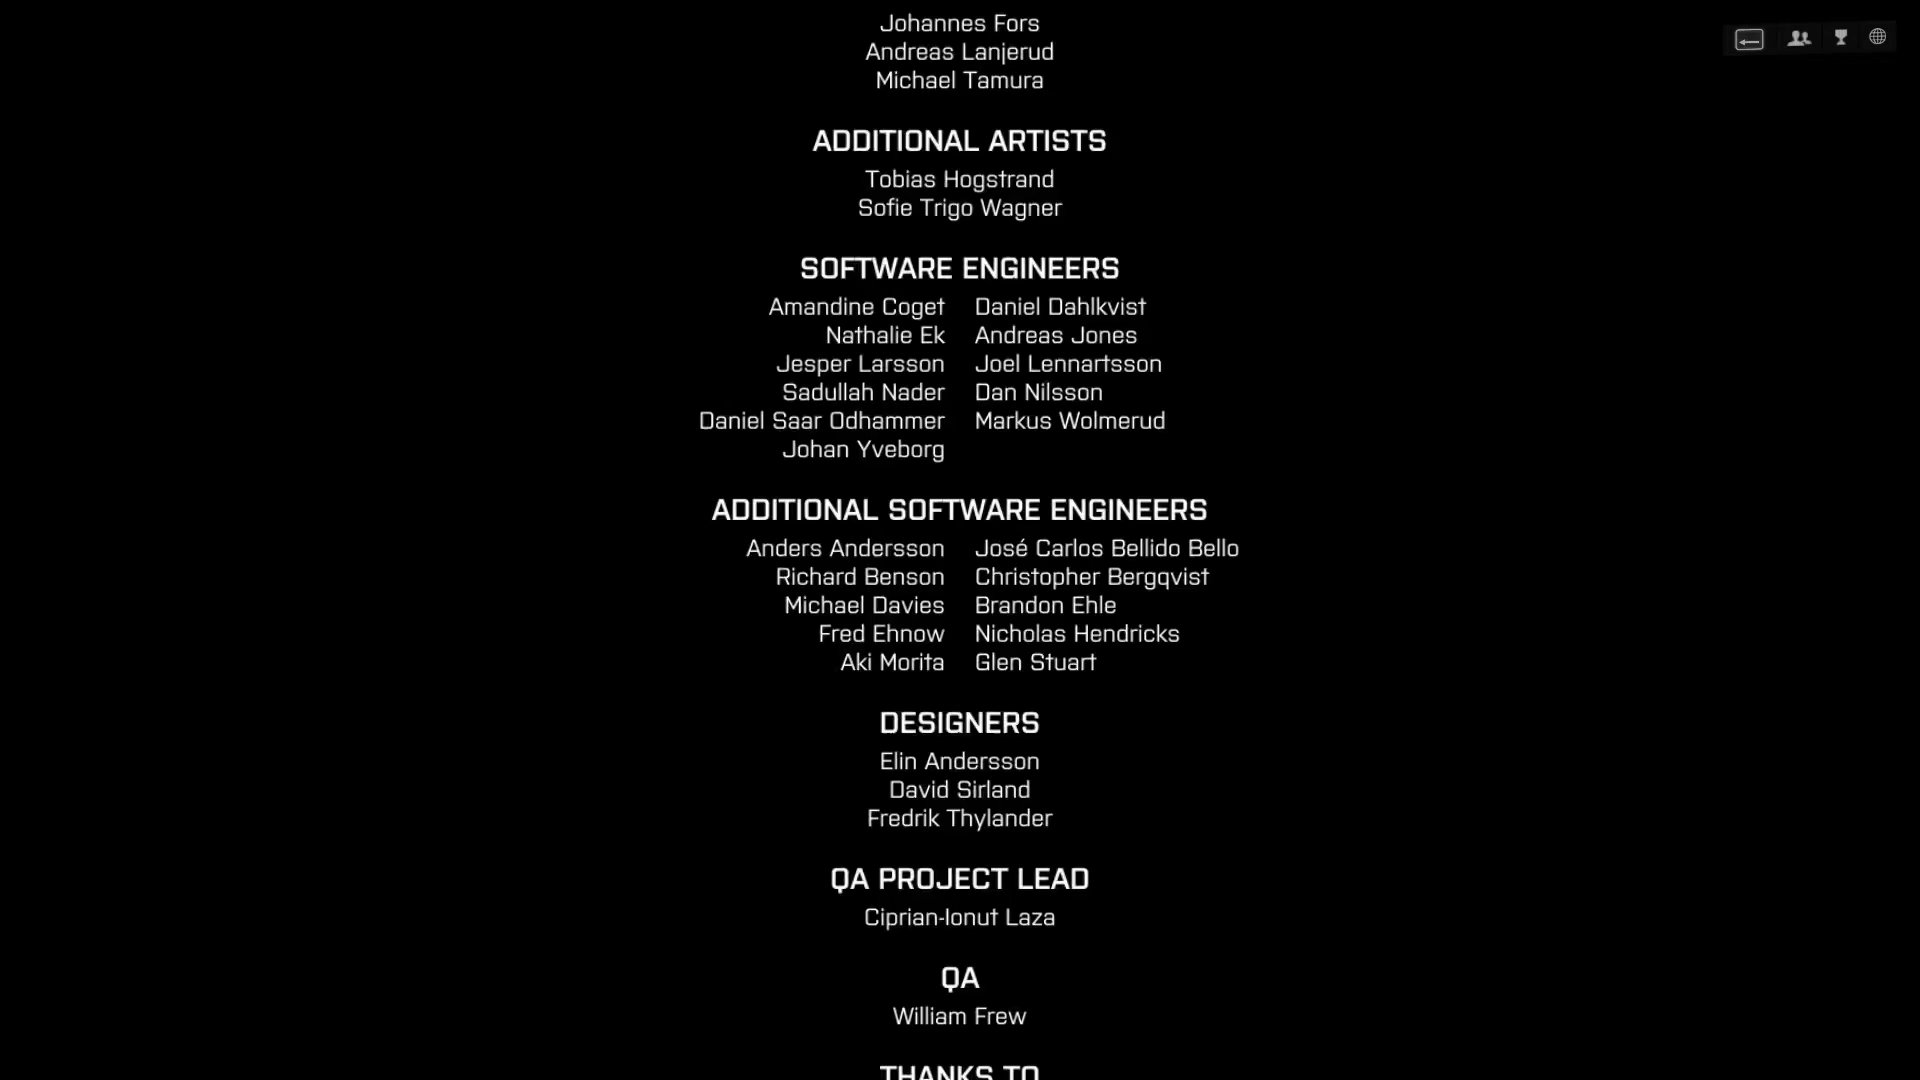 Johannes Fors
Andreas Lanjerud
Michael Tamura
ADDITIONAL ARTISTS
Tobias Hogstrand
Sofie Trigo Wagner
SOFTWARE ENGINEERS
Amandine Coget Daniel Dahlkvist
Nathalie Ek Andreas Jones
Jesper Larsson Joel Lennartsson
Sadullah Nader Dan Nilsson
Daniel Saar Odhammer Markus Wolmerud
Johan Yveborg
ADDITIONAL SOFTWARE ENGINEERS
Anders Andersson José Carlos Bellido Bello
Richard Benson Christopher Bergqvist
Michael Davies Brandon Ehle
Fred Ehnow Nicholas Hendricks
Aki Morita Glen Stuart
DESIGNERS
Elin Andersson
David Sirland
Fredrik Thylander
QA PROJECT LEAD
Ciprian-Ionut Laza
QA
William Frew
THANKS TO